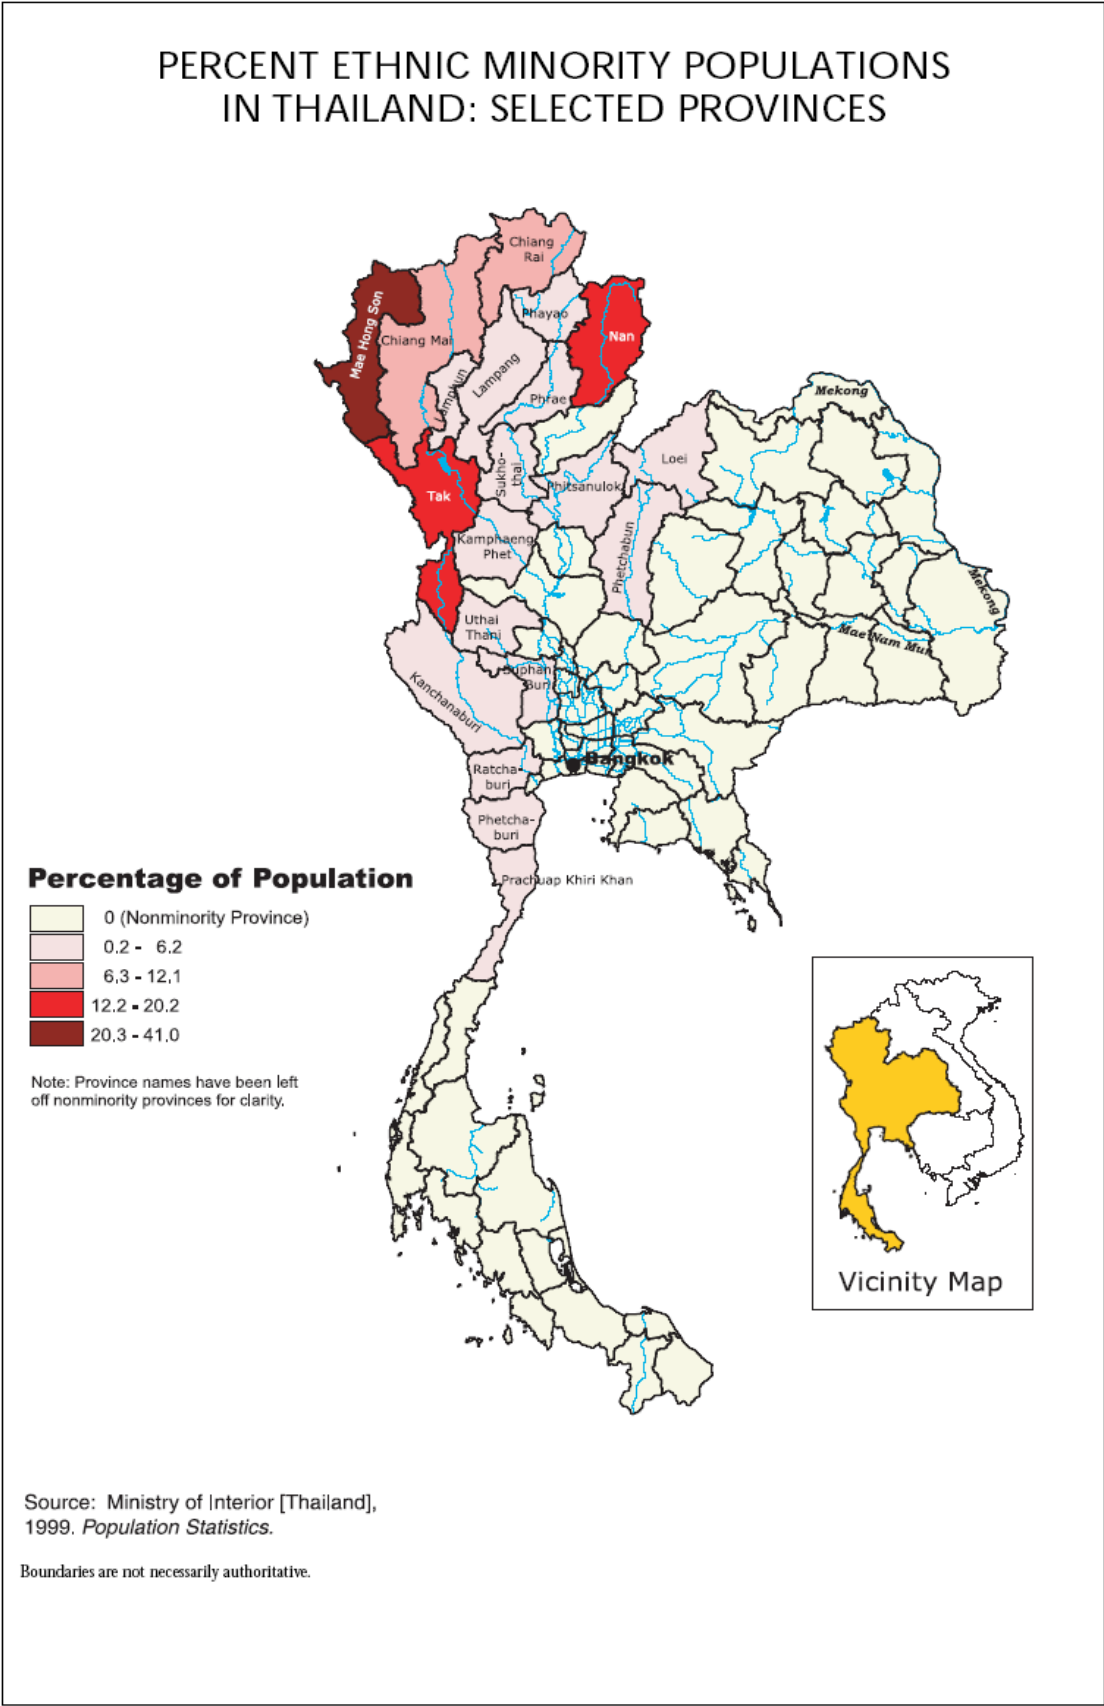 PERCENT ETHNIC MINORITY POPULATIONS
IN THAILAND: SELECTED PROVINCES
Chiang
Rai
Mae Hong Son
Chiang Mai
Phayao
Nan
Lamphun
Lampang
Phrae
Mekong
Loei
Sukho-
thai
Phitsanulok
Tak
Kamphaeng
Phet
Phetchabun
Mekong
Uthai
Thani
Mae Nam Mun
Suphan
Buri
Kanchanaburi
Bangkok
Ratcha-
buri
Phetcha-
buri
Prachuap Khiri Khan
Percentage of Population
0 (Nonminority Province)
0.2 - 6.2
6.3 - 12.1
12.2 - 20.2
20.3 - 41.0
Note: Province names have been left
off nonminority provinces for clarity.
Vicinity Map
Source: Ministry of Interior [Thailand],
1999. Population Statistics.
Boundaries are not necessarily authoritative.